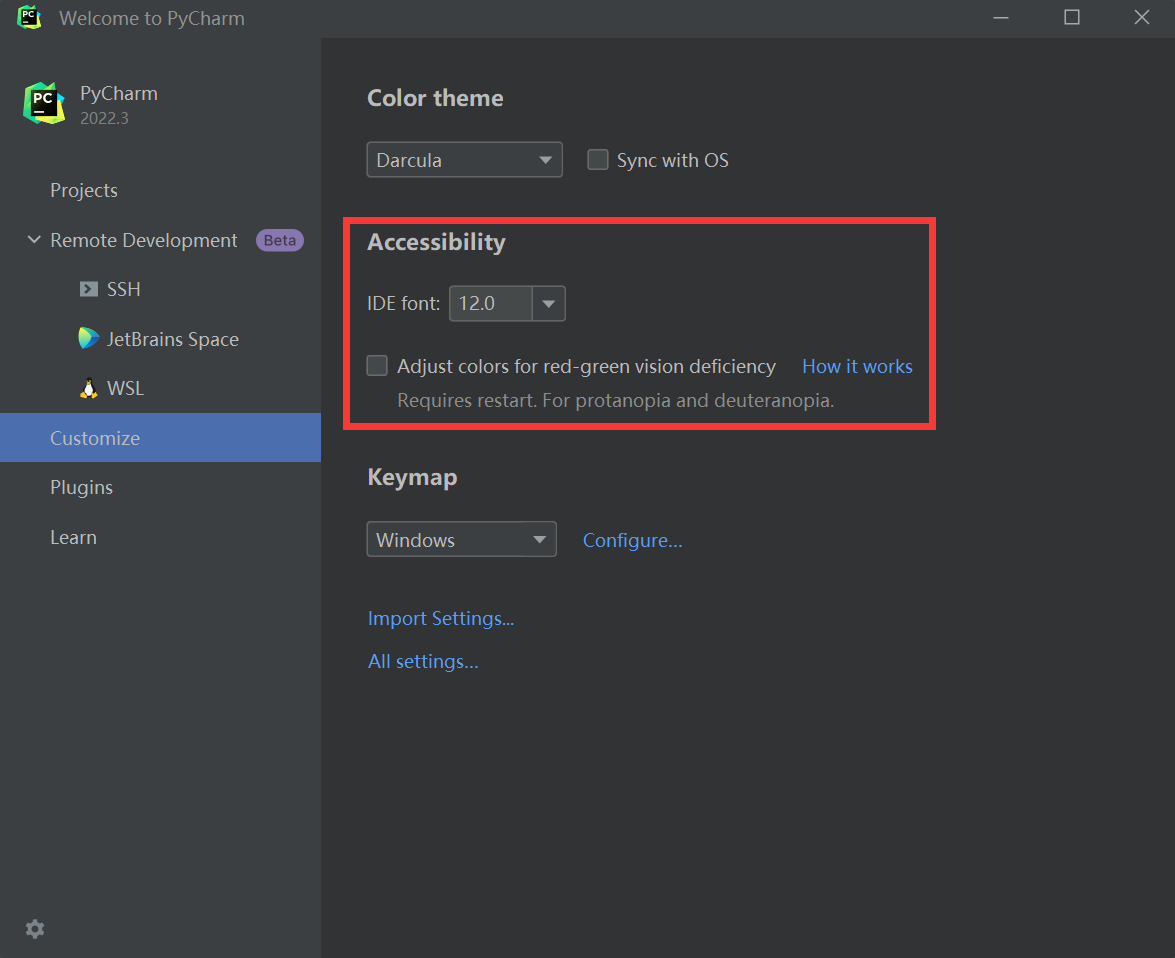 Welcome to PyCharm
PyCharm
2022.3
Projects
Remote Development Beta
SSH
JetBrains Space
WSL
Customize
Plugins
Learn
Color theme
Darcula Sync with OS
Accessibility
IDE font: 12.0
Adjust colors for red-green vision deficiency How it works
Requires restart. For protanopia and deuteranopia.
Keymap
Windows Configure...
Import Settings...
All settings...